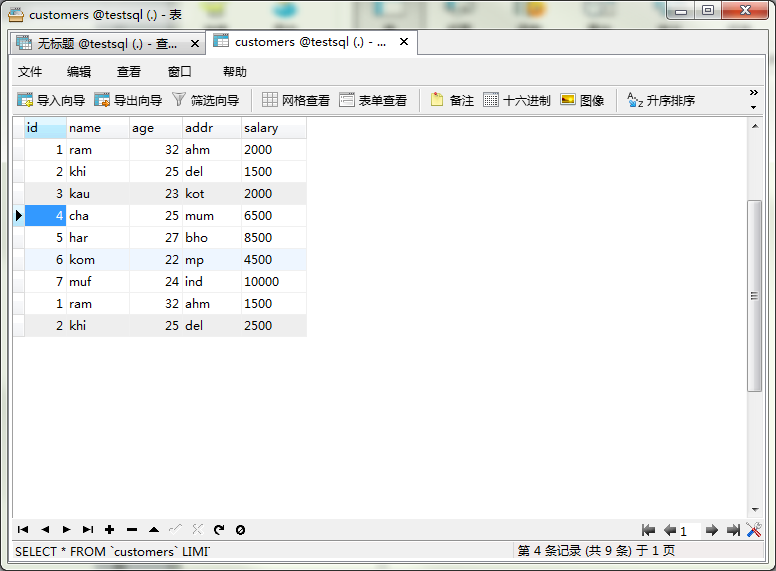 customers @testsql (.) - 表
无标题 @testsql (.) - 查... customers @testsql (.) - ...
文件 编辑 查看 窗口 帮助
导入向导 导出向导 筛选向导 网格查看 表单查看 备注 十六进制 图像 升序排序
id name age addr salary
1 ram 32 ahm 2000
2 khi 25 del 1500
3 kau 23 kot 2000
4 cha 25 mum 6500
5 har 27 bho 8500
6 kom 22 mp 4500
7 muf 24 ind 10000
1 ram 32 ahm 1500
2 khi 25 del 2500
1
SELECT * FROM `customers` LIMI 第 4 条记录 (共 9 条) 于 1 页